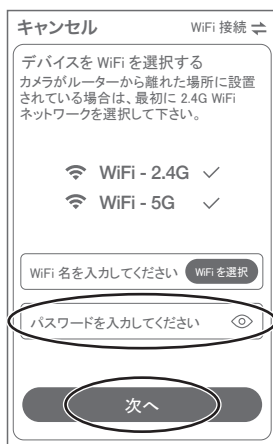 キャンセル
WiFi 接続
デバイスを WiFi を選択する
カメラがルーターから離れた場所に設置
されている場合は、最初に 2.4G WiFi
ネットワークを選択して下さい。
WiFi - 2.4G
WiFi - 5G
WiFi 名を入力してください
WiFi を選択
パスワードを入力してください
次へ